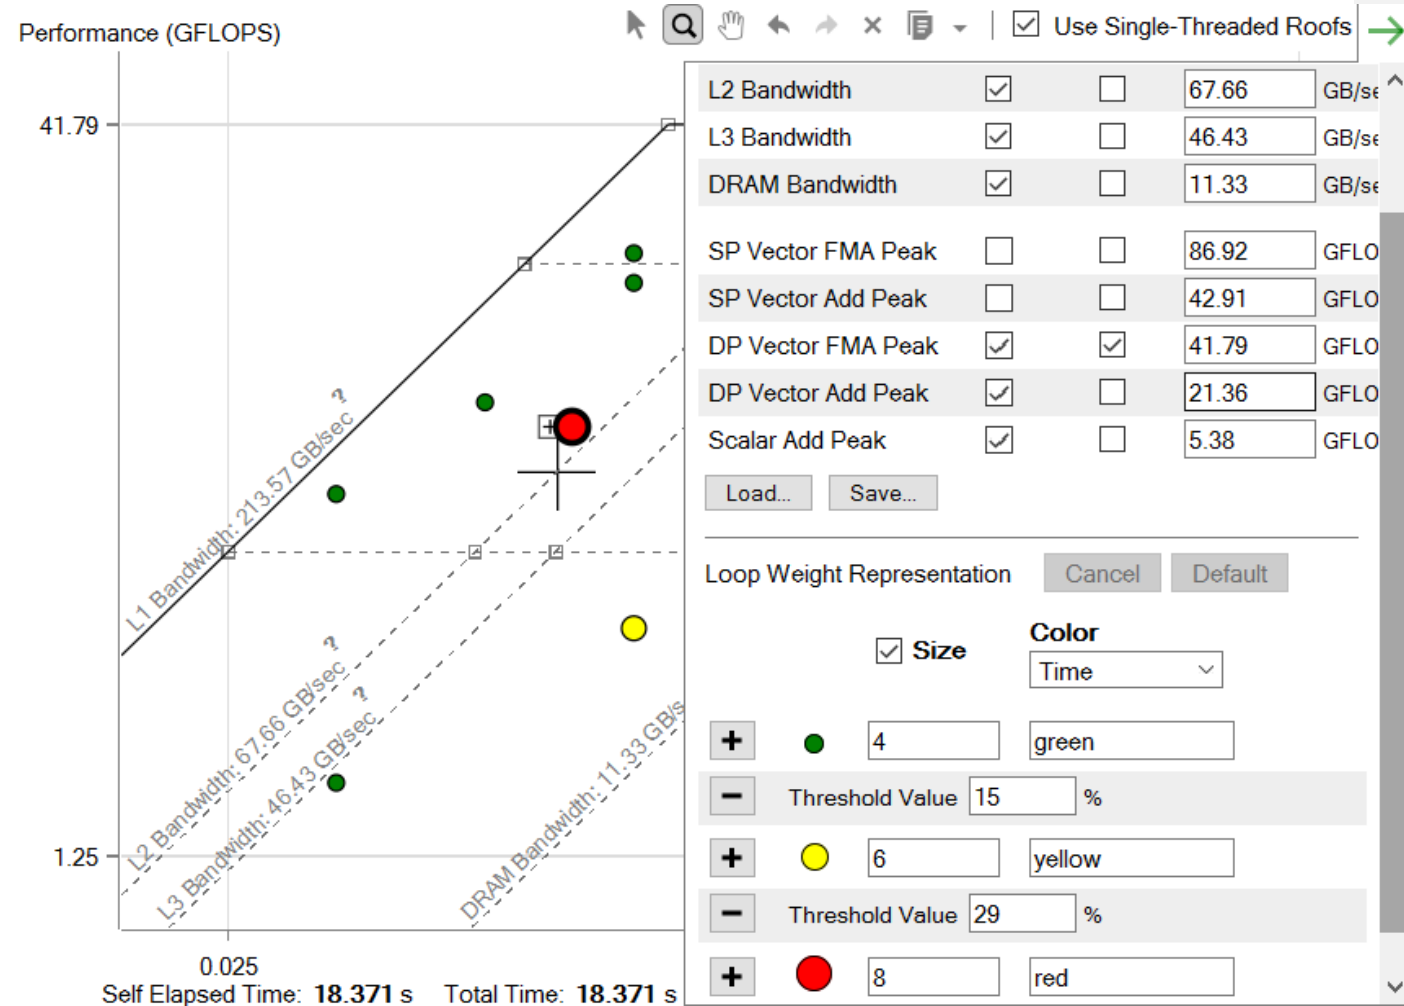 Performance (GFLOPS)
Use Single-Threaded Roofs
41.79
1.25
0.025
L1 Bandwidth: 213.57 GB/sec ?
L2 Bandwidth: 67.66 GB/sec ?
L3 Bandwidth: 46.43 GB/sec ?
DRAM Bandwidth: 11.33 GB/s
Self Elapsed Time: 18.371 s Total Time: 18.371 s
L2 Bandwidth 67.66 GB/se
L3 Bandwidth 46.43 GB/se
DRAM Bandwidth 11.33 GB/se
SP Vector FMA Peak 86.92 GFLO
SP Vector Add Peak 42.91 GFLO
DP Vector FMA Peak 41.79 GFLO
DP Vector Add Peak 21.36 GFLO
Scalar Add Peak 5.38 GFLO
Load... Save...
Loop Weight Representation Cancel Default
Size Color
Time
4 green
Threshold Value 15 %
6 yellow
Threshold Value 29 %
8 red